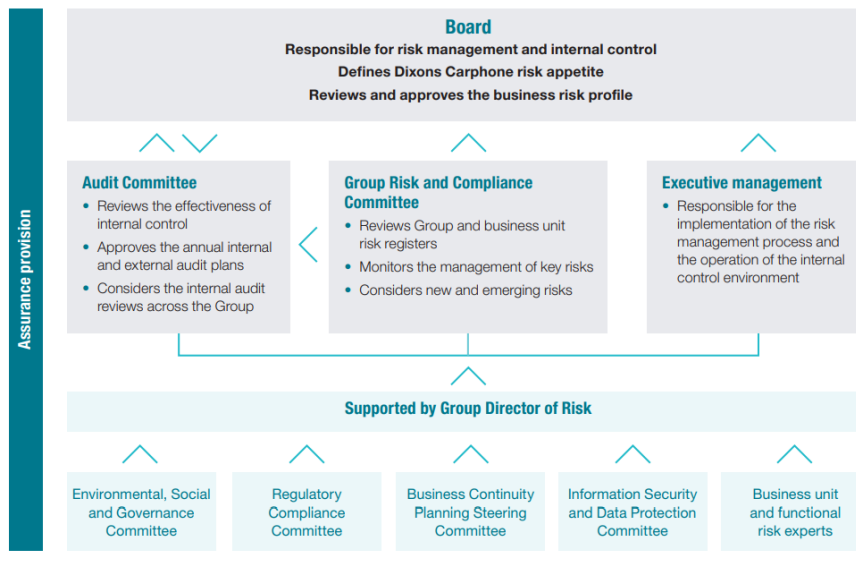 Assurance provision
Board
Responsible for risk management and internal control
Defines Dixons Carphone risk appetite
Reviews and approves the business risk profile
Audit Committee
• Reviews the effectiveness of
internal control
• Approves the annual internal
and external audit plans
• Considers the internal audit
reviews across the Group
Group Risk and Compliance
Committee
• Reviews Group and business unit
risk registers
• Monitors the management of key risks
• Considers new and emerging risks
Executive management
• Responsible for the
implementation of the risk
management process and
the operation of the internal
control environment
Supported by Group Director of Risk
Environmental, Social
and Governance
Committee
Regulatory
Compliance
Committee
Business Continuity
Planning Steering
Committee
Information Security
and Data Protection
Committee
Business unit
and functional
risk experts